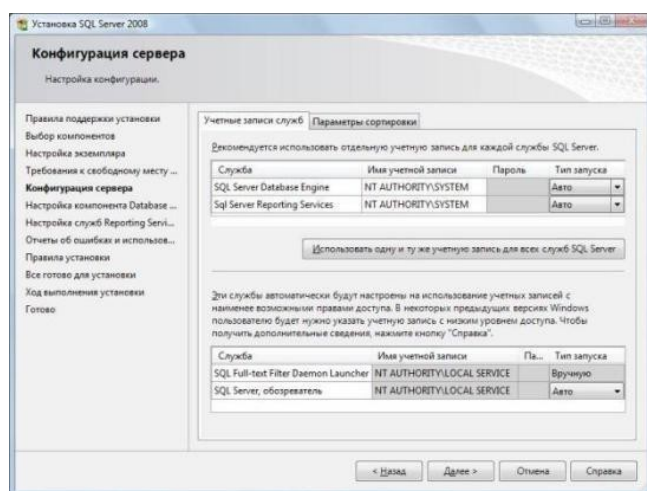 Установка SQL Server 2008
Конфигурация сервера
Настройка конфигурации.
Правила поддержки установки
Выбор компонентов
Настройка экземпляра
Требования к свободному месту ...
Конфигурация сервера
Настройка компонента Database ...
Настройка служб Reporting Servi...
Отчеты об ошибках и использов...
Правила установки
Все готово для установки
Ход выполнения установки
Готово
Учетные записи служб Параметры сортировки
Рекомендуется использовать отдельную учетную запись для каждой службы SQL Server.
Служба Имя учетной записи Пароль Тип запуска
SQL Server Database Engine NT AUTHORITY\SYSTEM Авто
Sql Server Reporting Services NT AUTHORITY\SYSTEM Авто
Использовать одну и ту же учетную запись для всех служб SQL Server
Эти службы автоматически будут настроены на использование учетных записей с
наименее возможными правами доступа. В некоторых предыдущих версиях Windows
пользователю будет нужно указать учетную запись с низким уровнем доступа. Чтобы
получить дополнительные сведения, нажмите кнопку "Справка".
Служба Имя учетной записи Па... Тип запуска
SQL Full-text Filter Daemon Launcher NT AUTHORITY\LOCAL SERVICE Вручную
SQL Server, обозреватель NT AUTHORITY\LOCAL SERVICE Авто
< Назад Далее > Отмена Справка